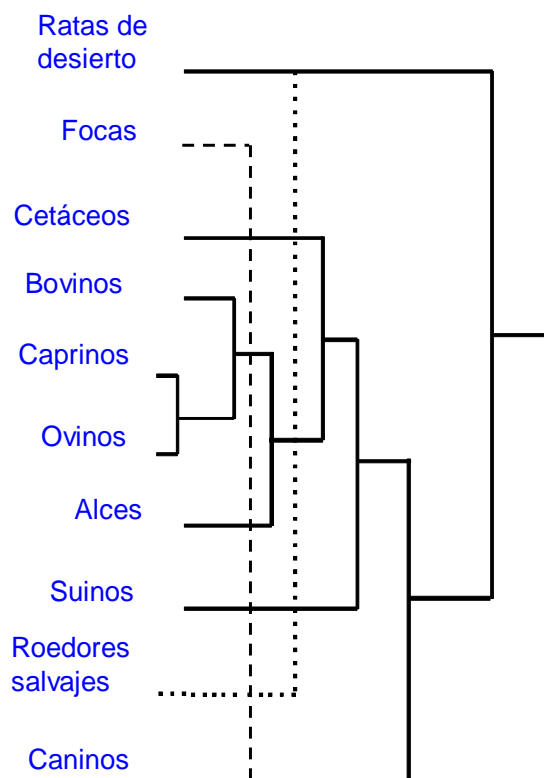 Ratas de
desierto
Focas
Cetáceos
Bovinos
Caprinos
Ovinos
Alces
Suinos
Roedores
salvajes
Caninos